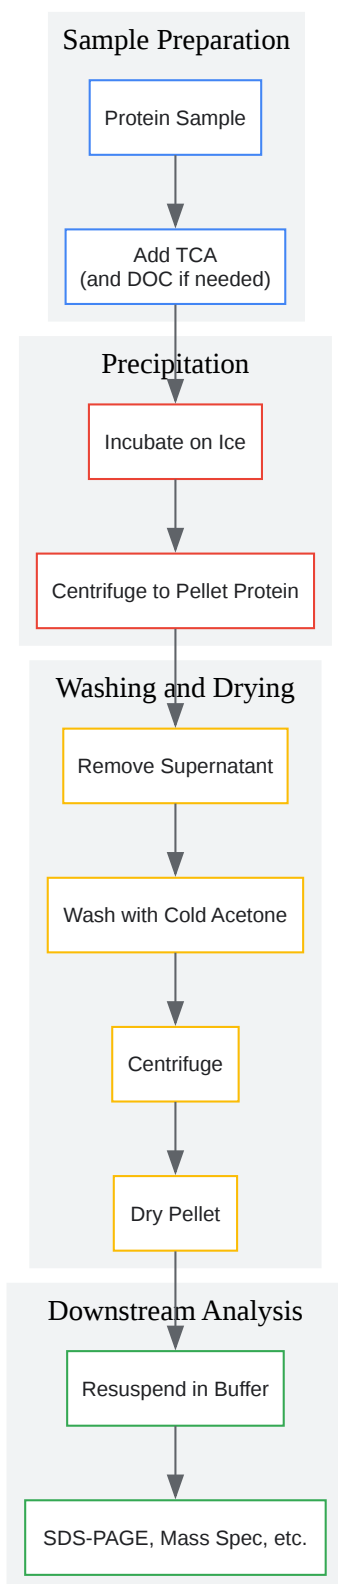 Sample Preparation
Protein Sample
Add TCA
(and DOC if needed)
Precipitation
Incubate on Ice
Centrifuge to Pellet Protein
Washing and Drying
Remove Supernatant
Wash with Cold Acetone
Centrifuge
Dry Pellet
Downstream Analysis
Resuspend in Buffer
SDS-PAGE, Mass Spec, etc.